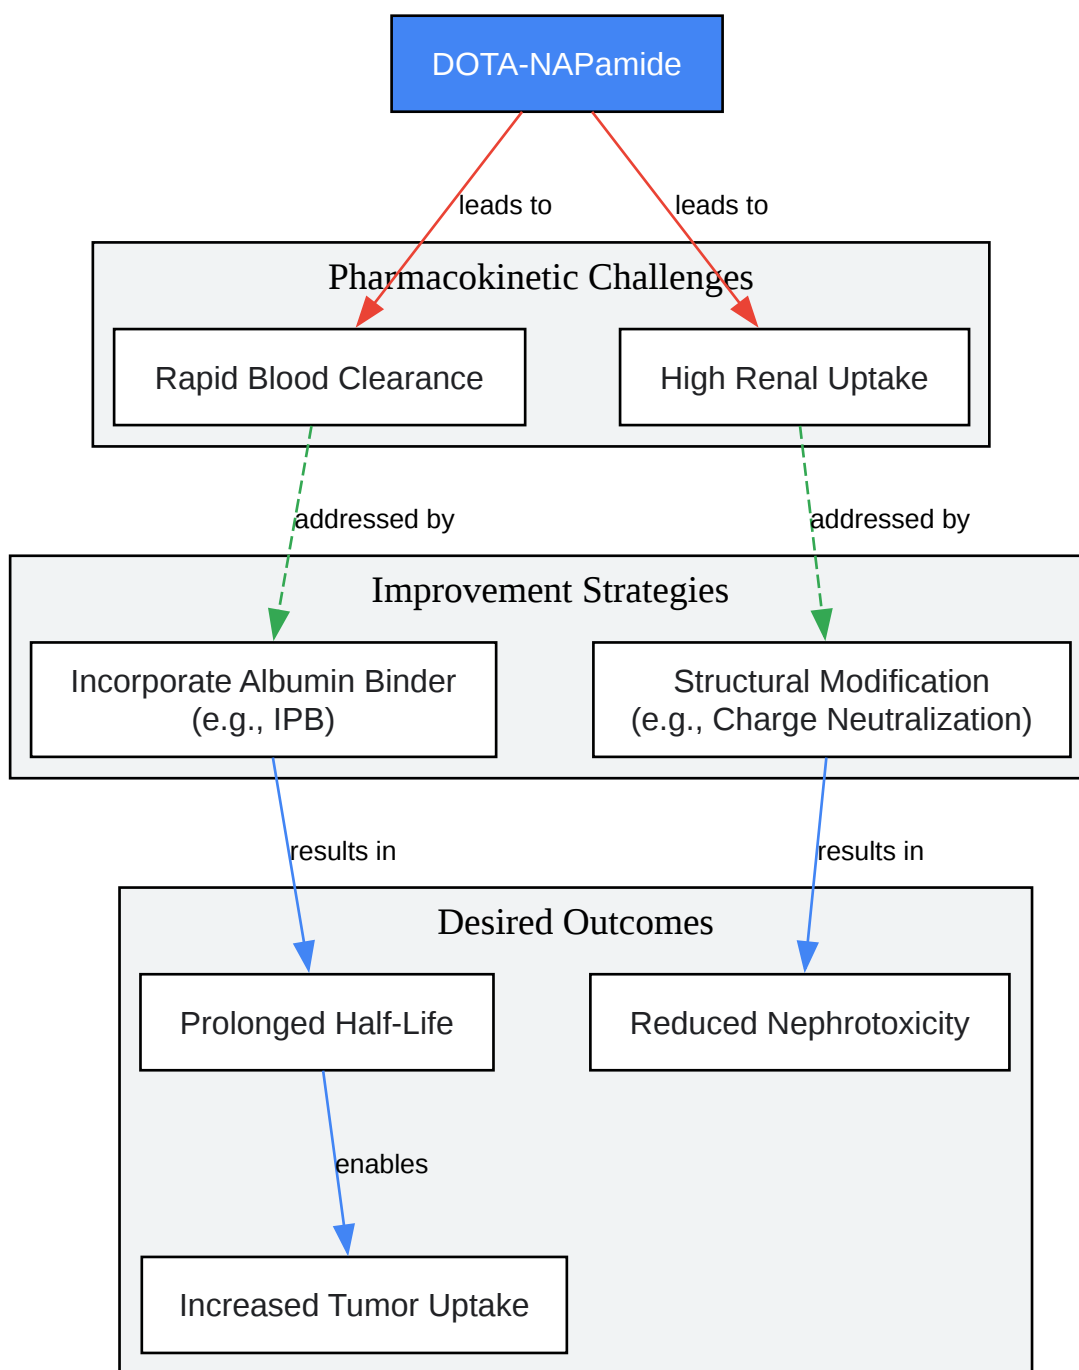 DOTA-NAPamide
leads to
leads to
Pharmacokinetic Challenges
Rapid Blood Clearance
High Renal Uptake
addressed by
addressed by
Improvement Strategies
Incorporate Albumin Binder
(e.g., IPB)
Structural Modification
(e.g., Charge Neutralization)
results in
results in
Desired Outcomes
Prolonged Half-Life
Reduced Nephrotoxicity
enables
Increased Tumor Uptake